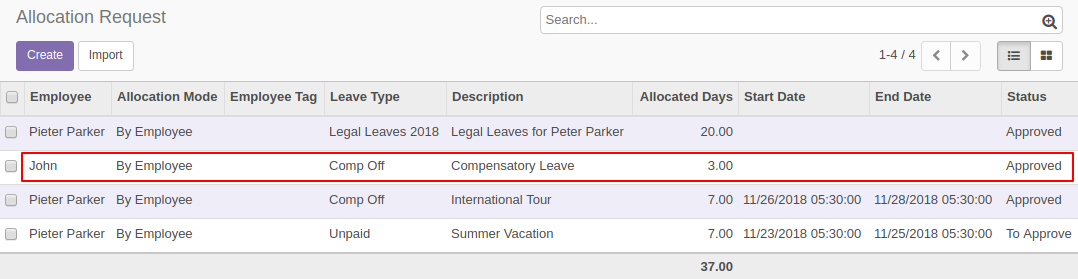 Allocation Request
Search...
Create Import 1-4 / 4
Employee Allocation Mode Employee Tag Leave Type Description Allocated Days Start Date End Date Status
Pieter Parker By Employee Legal Leaves 2018 Legal Leaves for Peter Parker 20.00 Approved
John By Employee Comp Off Compensatory Leave 3.00 Approved
Pieter Parker By Employee Comp Off International Tour 7.00 11/26/2018 05:30:00 11/28/2018 05:30:00 Approved
Pieter Parker By Employee Unpaid Summer Vacation 7.00 11/23/2018 05:30:00 11/25/2018 05:30:00 To Approve
37.00